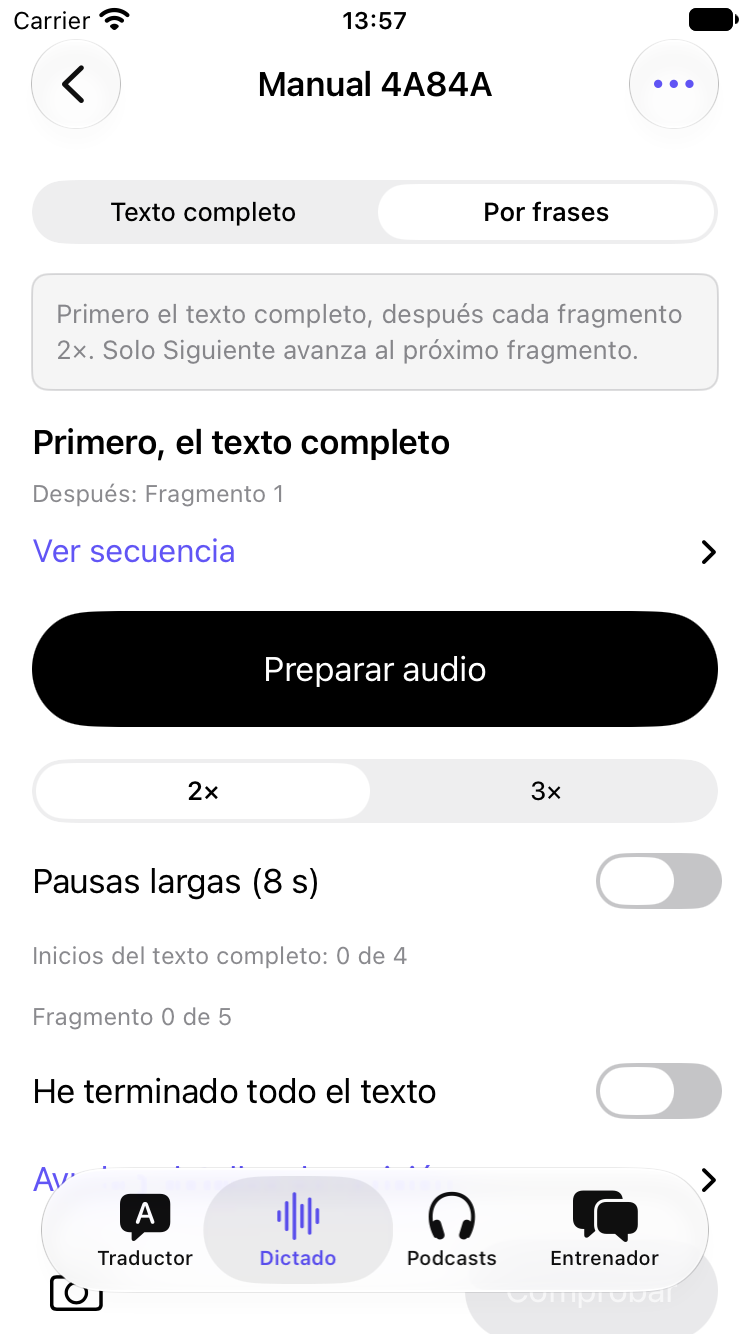 Carrier 13:57
Manual 4A84A
Texto completo Por frases
Primero el texto completo, después cada fragmento
2×. Solo Siguiente avanza al próximo fragmento.
Primero, el texto completo
Después: Fragmento 1
Ver secuencia
Preparar audio
2× 3×
Pausas largas (8 s)
Inicios del texto completo: 0 de 4
Fragmento 0 de 5
He terminado todo el texto
Traductor Dictado Podcasts Entrenador
Comprobar